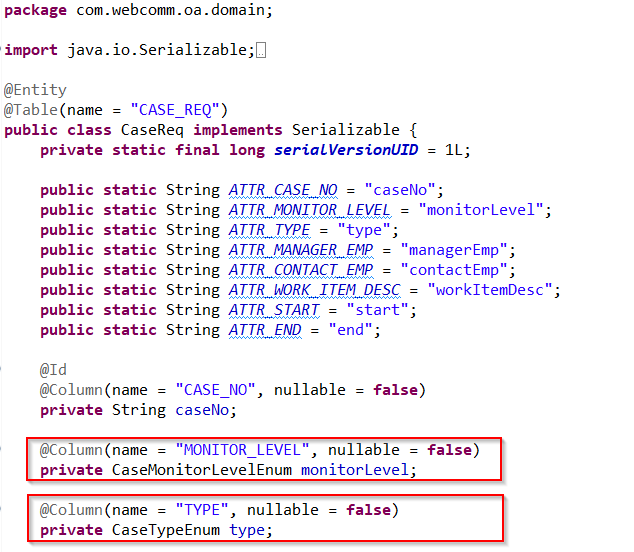 package com.webcomm.oa.domain;
import java.io.Serializable;
@Entity
@Table(name = "CASE_REQ")
public class CaseReq implements Serializable {
private static final long serialVersionUID = 1L;
public static String ATTR_CASE_NO = "caseNo";
public static String ATTR_MONITOR_LEVEL = "monitorLevel";
public static String ATTR_TYPE = "type";
public static String ATTR_MANAGER_EMP = "managerEmp";
public static String ATTR_CONTACT_EMP = "contactEmp";
public static String ATTR_WORK_ITEM_DESC = "workItemDesc";
public static String ATTR_START = "start";
public static String ATTR_END = "end";
@Id
@Column(name = "CASE_NO", nullable = false)
private String caseNo;
@Column(name = "MONITOR_LEVEL", nullable = false)
private CaseMonitorLevelEnum monitorLevel;
@Column(name = "TYPE", nullable = false)
private CaseTypeEnum type;